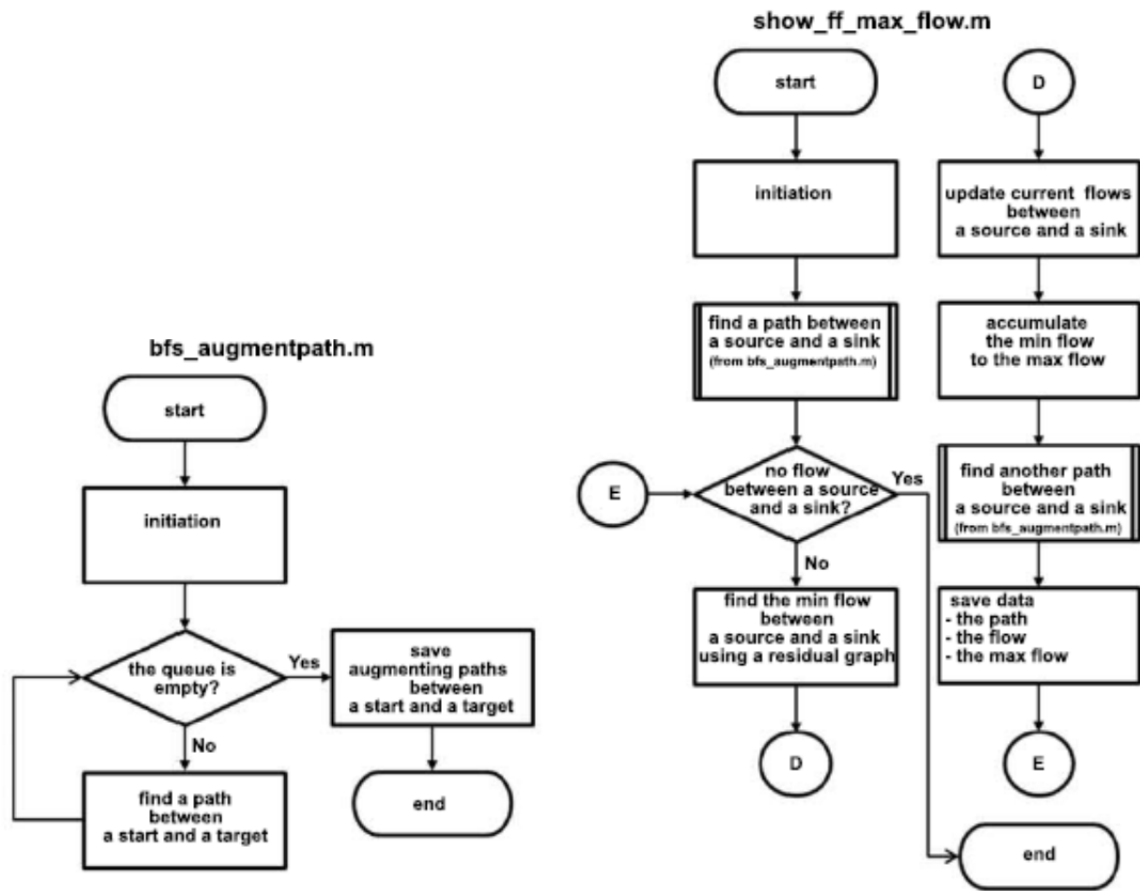 bfs_augmentpath.m
start
initiation
the queue is
empty?
Yes
No
find a path
between
a start and a target
save
augmenting paths
between
a start and a target
end
show_ff_max_flow.m
start
initiation
find a path between
a source and a sink
(from bfs_augmentpath.m)
E
no flow
between a source
and a sink?
Yes
No
find the min flow
between
a source and a sink
using a residual graph
D
D
update current flows
between
a source and a sink
accumulate
the min flow
to the max flow
find another path
between
a source and a sink
(from bfs_augmentpath.m)
save data
- the path
- the flow
- the max flow
E
end